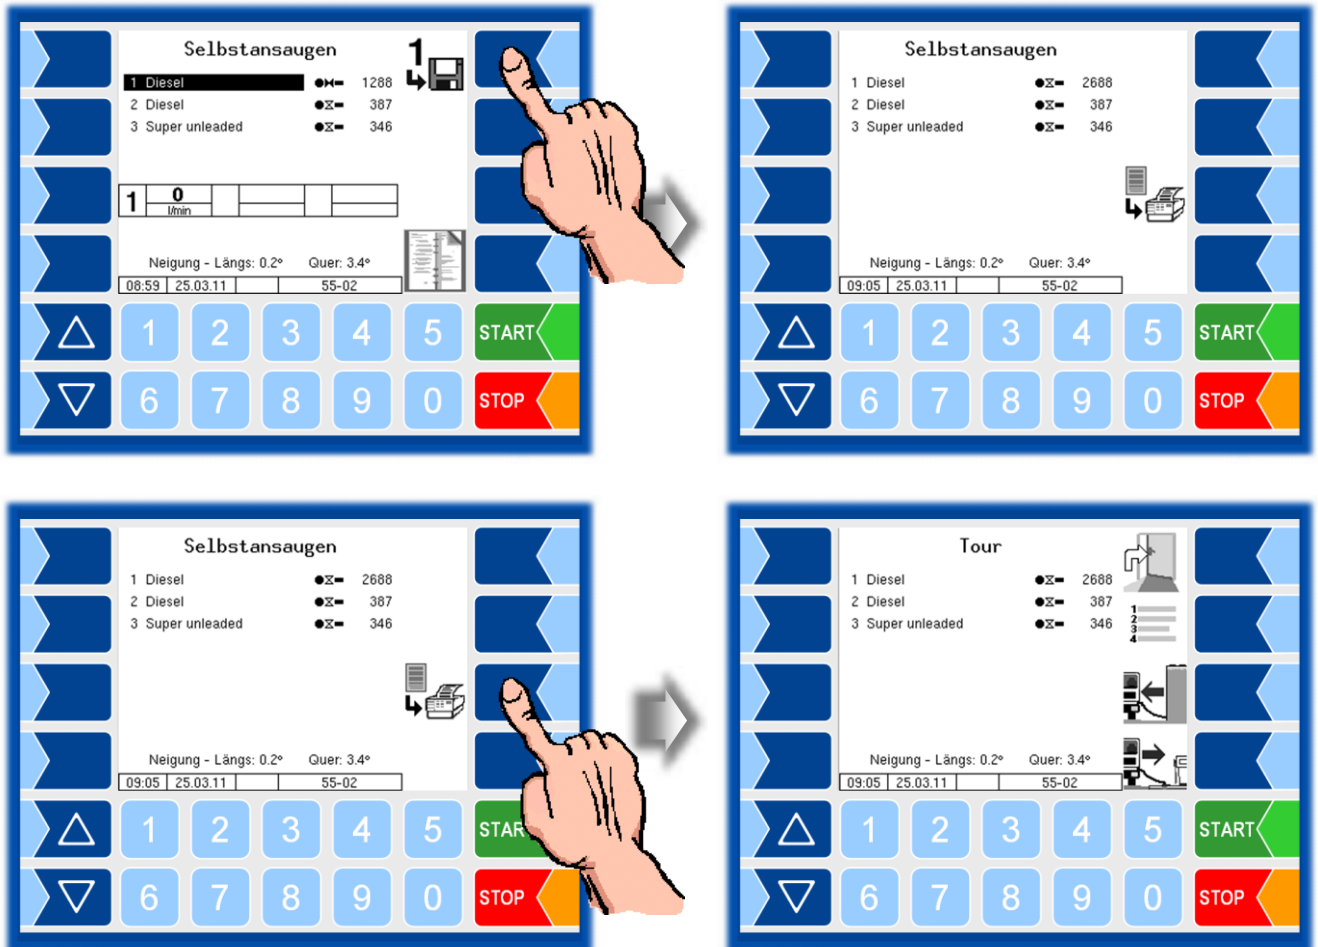 Selbstansaugen
1
1 Diesel 1288
2 Diesel 387
3 Super unleaded 346
1 0
l/min
Neigung - Längs: 0.2° Quer: 3.4°
08:59 25.03.11 55-02
1 2 3 4 5 START
6 7 8 9 0 STOP
Selbstansaugen
1 Diesel 2688
2 Diesel 387
3 Super unleaded 346
Neigung - Längs: 0.2° Quer: 3.4°
09:05 25.03.11 55-02
1 2 3 4 5 START
6 7 8 9 0 STOP
Selbstansaugen
1 Diesel 2688
2 Diesel 387
3 Super unleaded 346
Neigung - Längs: 0.2° Quer: 3.4°
09:05 25.03.11 55-02
1 2 3 4 5 STAR
6 7 8 9 0 STOP
Tour
1 Diesel 2688
2 Diesel 387
3 Super unleaded 346
1
2
3
4
Neigung - Längs: 0.2° Quer: 3.4°
09:05 25.03.11 55-02
1 2 3 4 5 START
6 7 8 9 0 STOP